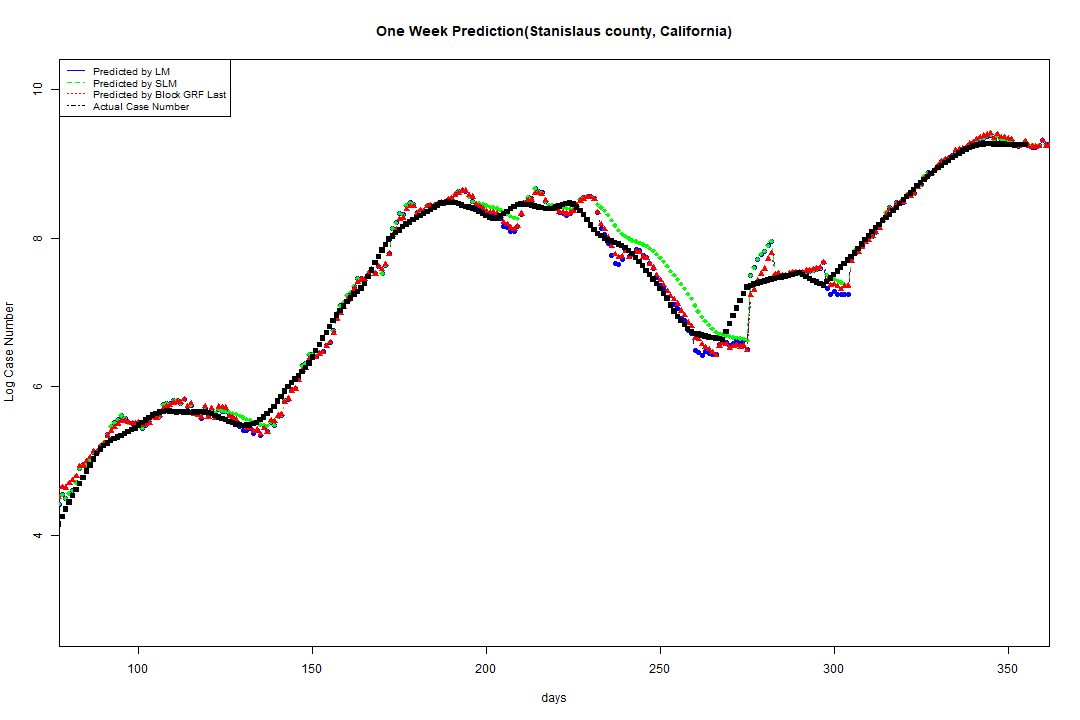 One Week Prediction(Stanislaus county, California)
Predicted by LM
Predicted by SLM
Predicted by Block GRF Last
Actual Case Number
10
8
6
4
Log Case Number
100 150 200 250 300 350
days